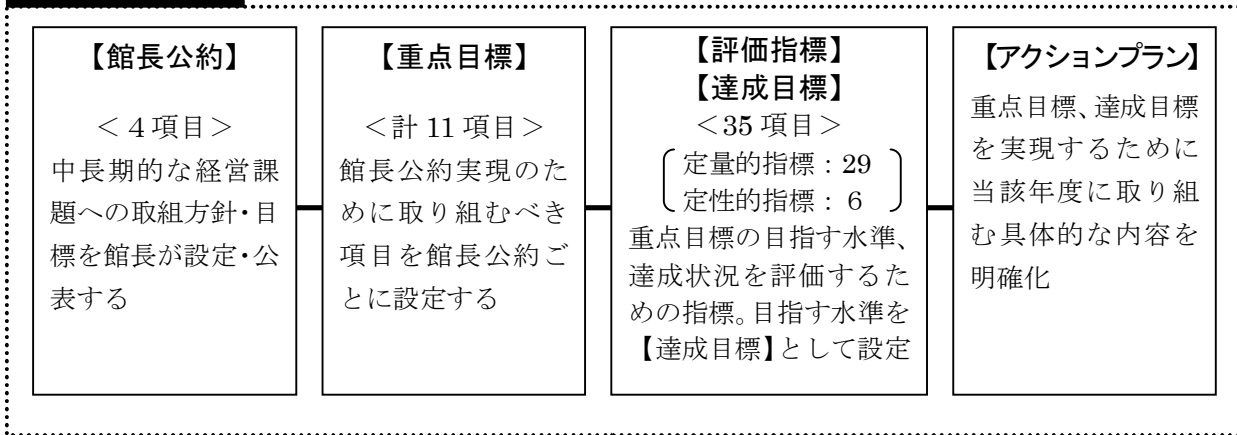 【館長公約】
＜４項目＞
中長期的な経営課
題への取組方針・目
標を館長が設定・公
表する
【重点目標】
＜計 11 項目＞
館長公約実現のた
めに取り組むべき
項目を館長公約ご
とに設定する
【評価指標】
【達成目標】
＜35 項目＞
定量的指標：29
定性的指標： 6
重点目標の目指す水準、
達成状況を評価するた
めの指標。目指す水準を
【達成目標】として設定
【アクションプラン】
重点目標、達成目標
を実現するために
当該年度に取り組
む具体的な内容を
明確化